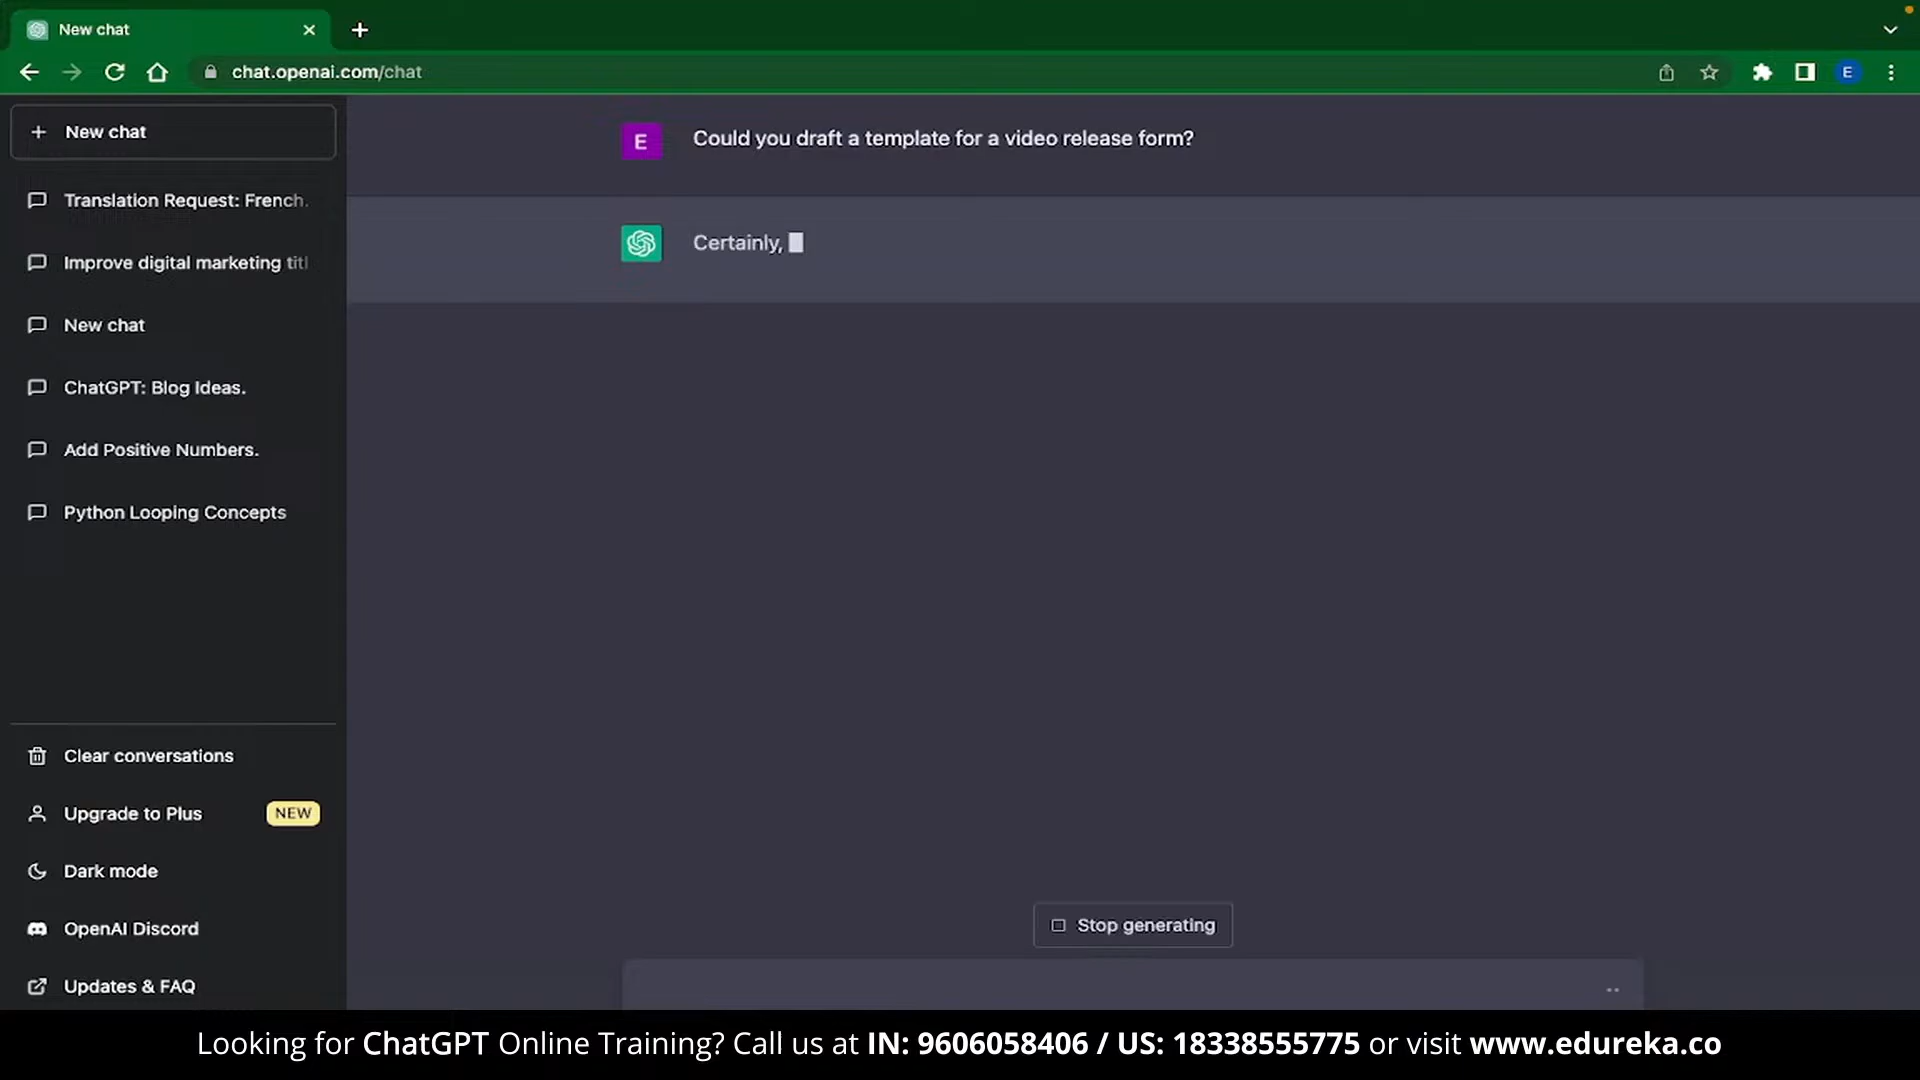 New chat
chat.openai.com/chat
E
New chat
Translation Request: French.
Improve digital marketing titl
New chat
ChatGPT: Blog Ideas.
Add Positive Numbers.
Python Looping Concepts
Clear conversations
Upgrade to Plus NEW
Dark mode
OpenAI Discord
Updates & FAQ
E Could you draft a template for a video release form?
Certainly,
Stop generating
Looking for ChatGPT Online Training? Call us at IN: 9606058406 / US: 18338555775 or visit www.edureka.co